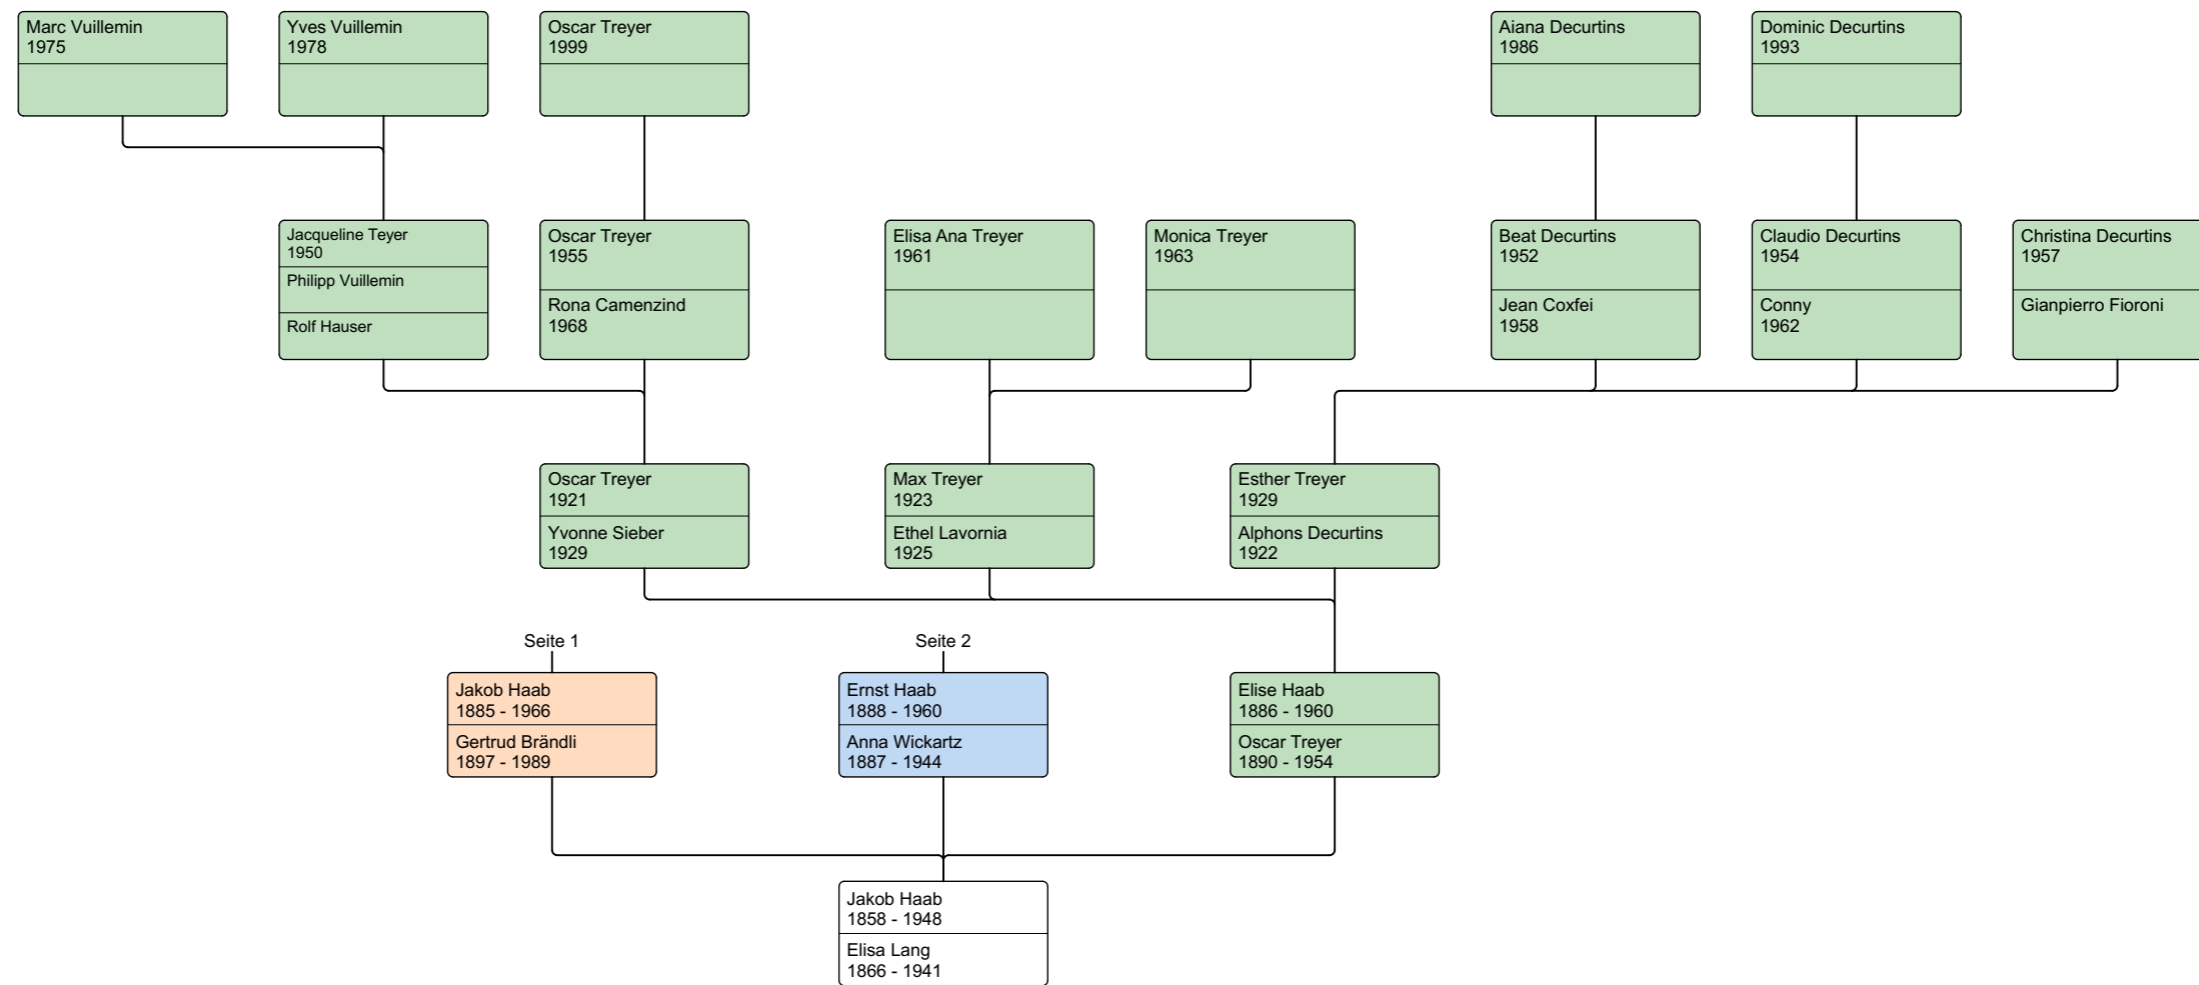 Marc Vuillemin
1975
Yves Vuillemin
1978
Oscar Treyer
1999
Aiana Decurtins
1986
Dominic Decurtins
1993
Jacqueline Teyer
1950
Philipp Vuillemin
Rolf Hauser
Oscar Treyer
1955
Rona Camenzind
1968
Elisa Ana Treyer
1961
Monica Treyer
1963
Beat Decurtins
1952
Jean Coxfei
1958
Claudio Decurtins
1954
Conny
1962
Christina Decurtins
1957
Gianpierro Fioroni
Oscar Treyer
1921
Yvonne Sieber
1929
Max Treyer
1923
Ethel Lavornia
1925
Esther Treyer
1929
Alphons Decurtins
1922
Seite 1
Seite 2
Jakob Haab
1885 - 1966
Gertrud Brändli
1897 - 1989
Ernst Haab
1888 - 1960
Anna Wickartz
1887 - 1944
Elise Haab
1886 - 1960
Oscar Treyer
1890 - 1954
Jakob Haab
1858 - 1948
Elisa Lang
1866 - 1941